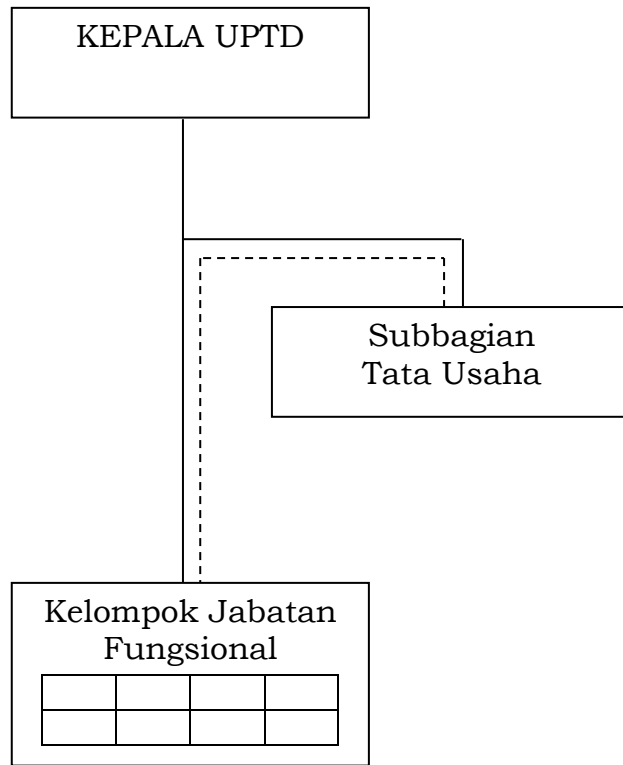 KEPALA UPTD
Subbagian
Tata Usaha
Kelompok Jabatan
Fungsional